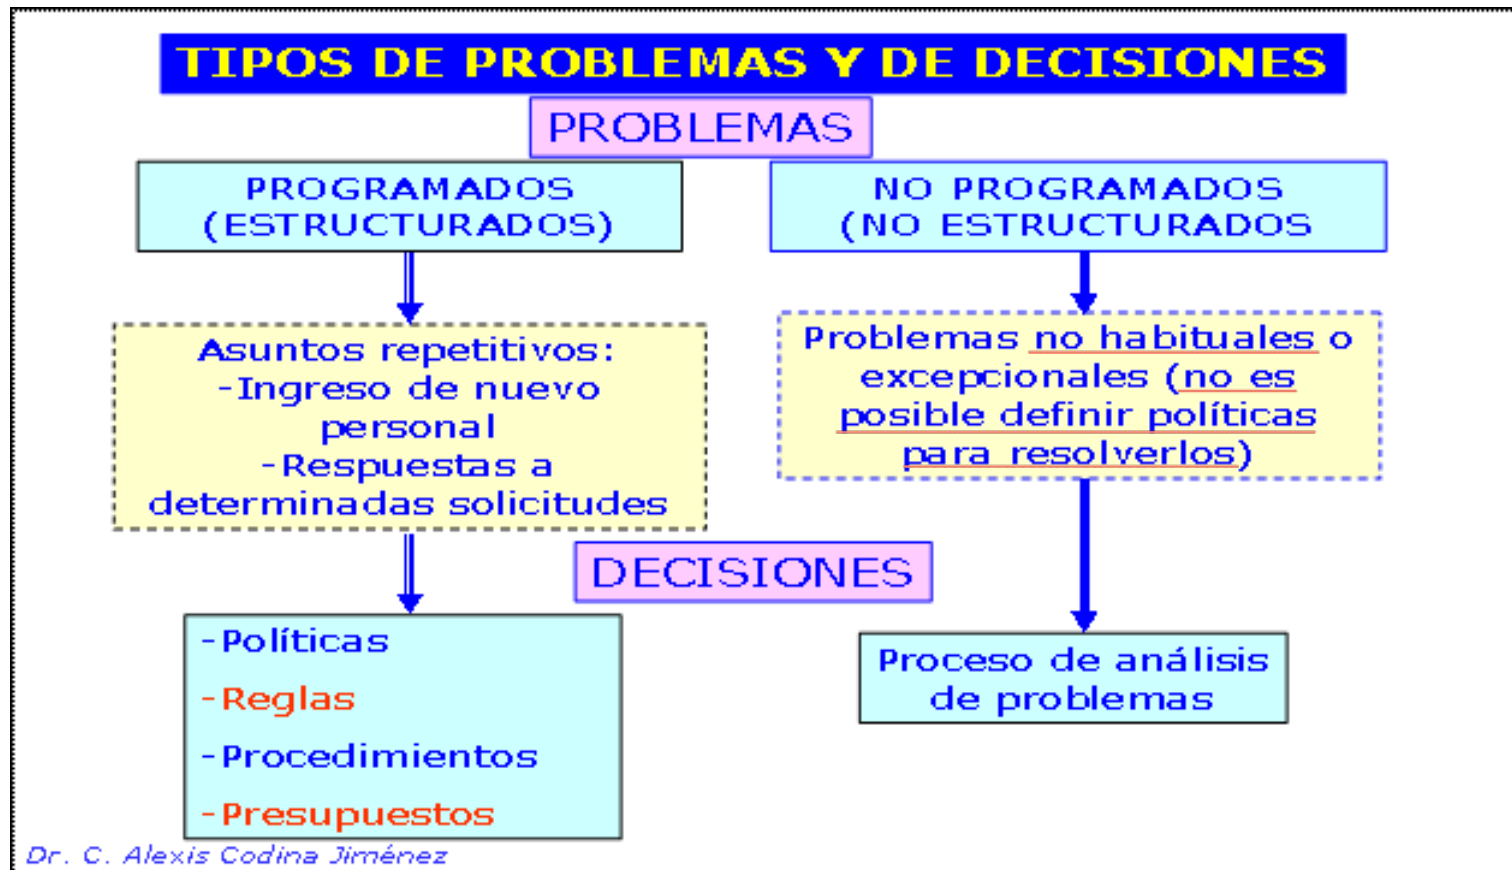 TIPOS DE PROBLEMAS Y DE DECISIONES
PROBLEMAS
PROGRAMADOS
(ESTRUCTURADOS)
NO PROGRAMADOS
(NO ESTRUCTURADOS
Asuntos repetitivos:
-Ingreso de nuevo
personal
-Respuestas a
determinadas solicitudes
Problemas no habituales o
excepcionales (no es
posible definir políticas
para resolverlos)
DECISIONES
-Políticas
-Reglas
-Procedimientos
-Presupuestos
Proceso de análisis
de problemas
Dr. C. Alexis Codina Jiménez